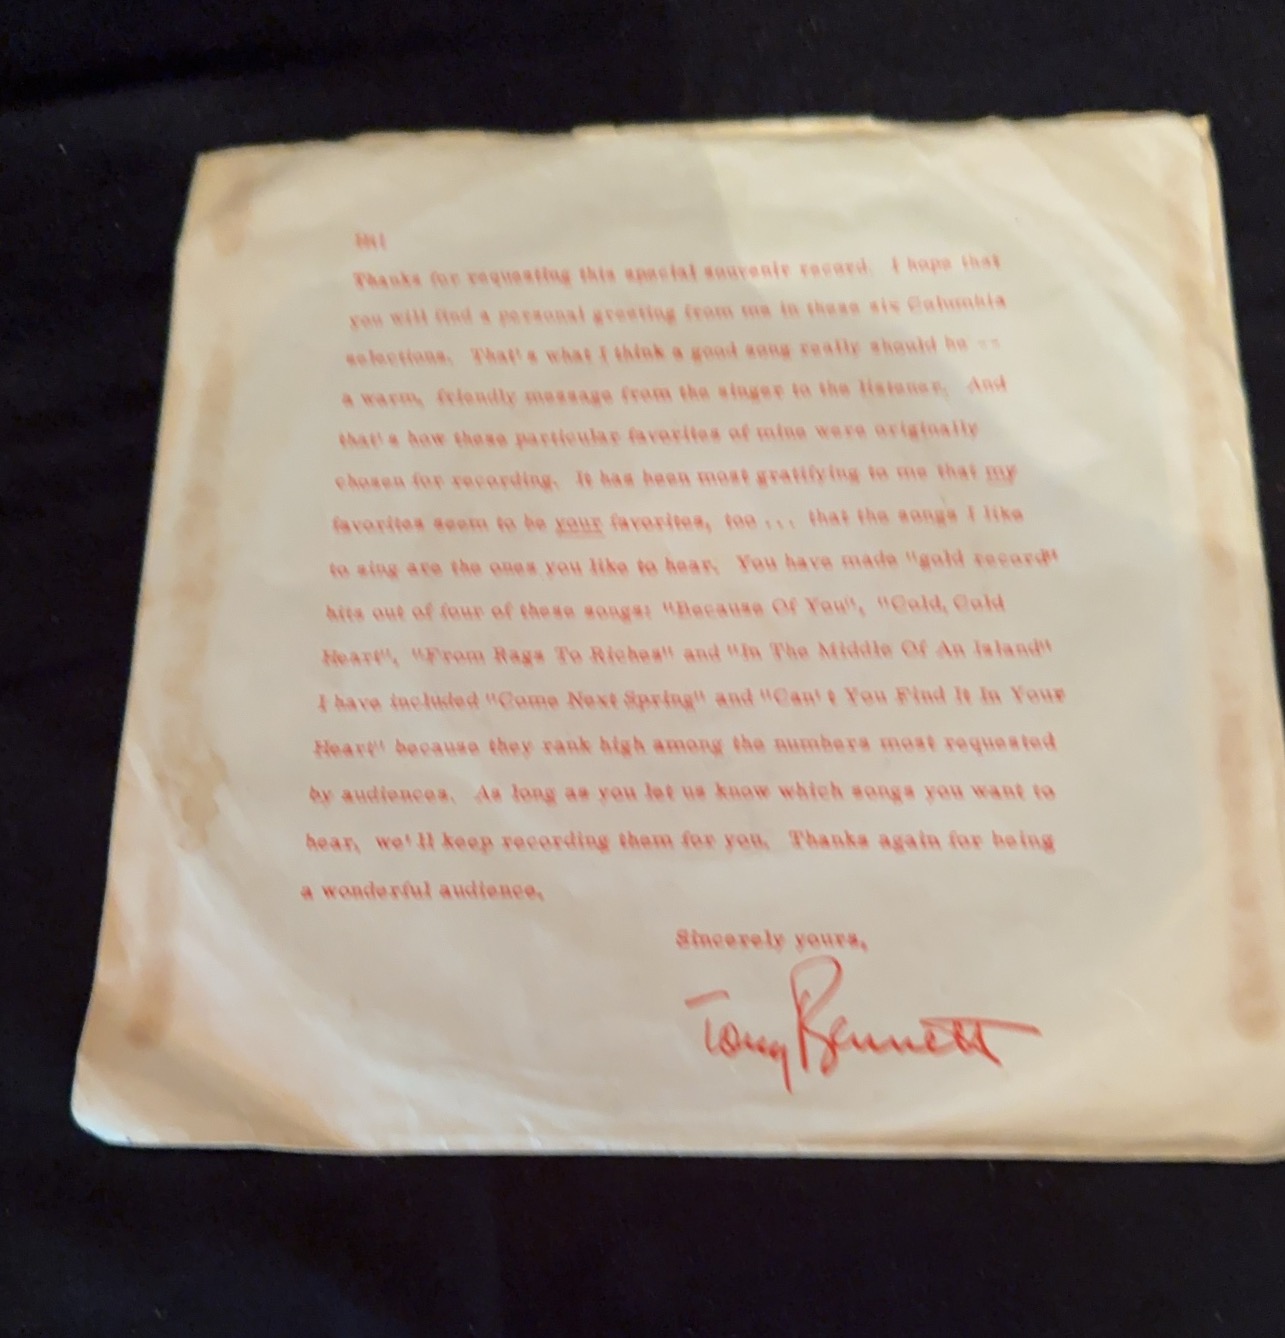 Hi!
Thanks for requesting this special souvenir record. I hope that
you will find a personal greeting from me in these six Columbia
selections. That's what I think a good song really should be --
a warm, friendly message from the singer to the listener. And
that's how these particular favorites of mine were originally
chosen for recording. It has been most gratifying to me that my
favorites seem to be your favorites, too ... that the songs I like
to sing are the ones you like to hear. You have made "gold record"
hits out of four of these songs: "Because Of You", "Cold, Cold
Heart", "From Rags To Riches" and "In The Middle Of An Island"
I have included "Come Next Spring" and "Can't You Find It In Your
Heart" because they rank high among the numbers most requested
by audiences. As long as you let us know which songs you want to
hear, we'll keep recording them for you. Thanks again for being
a wonderful audience.
Sincerely yours,
Tony Bennett